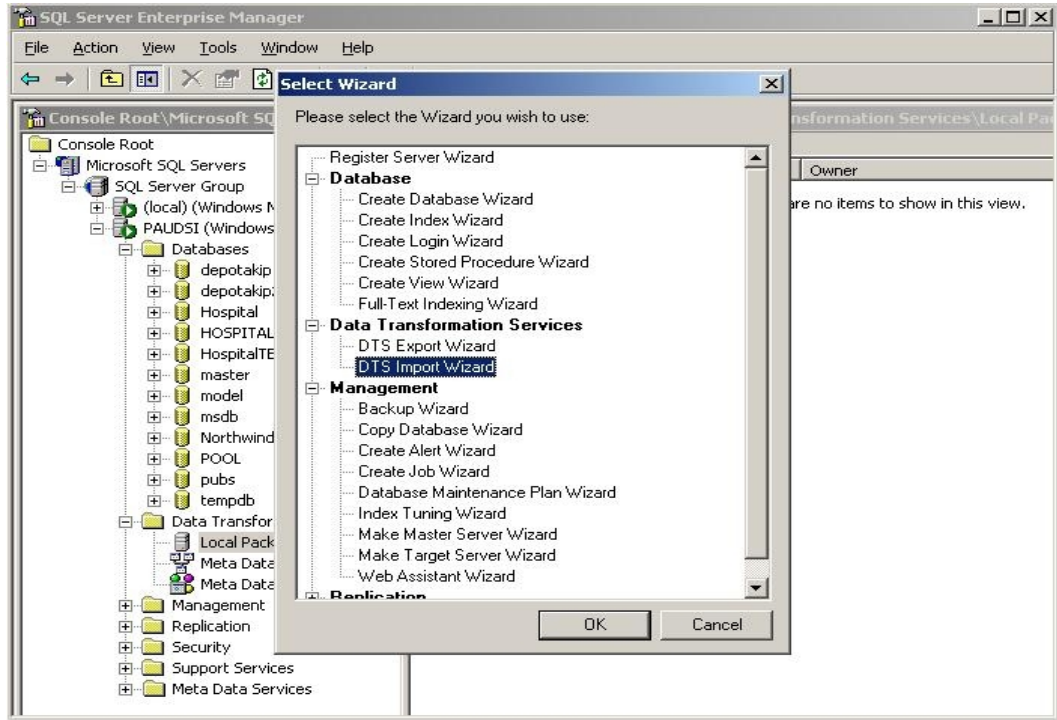 SQL Server Enterprise Manager
File Action View Tools Window Help
Console Root\Microsoft SQ
nsformation Services\Local Pa
Console Root
Microsoft SQL Servers
SQL Server Group
(local) (Windows N
PAUDSI (Windows
Databases
depotakip
depotakip
Hospital
HOSPITAL
HospitalTE
master
model
msdb
Northwind
POOL
pubs
tempdb
Data Transfor
Local Pack
Meta Data
Meta Data
Management
Replication
Security
Support Services
Meta Data Services
Owner
are no items to show in this view.
Select Wizard
Please select the Wizard you wish to use:
Register Server Wizard
Database
Create Database Wizard
Create Index Wizard
Create Login Wizard
Create Stored Procedure Wizard
Create View Wizard
Full-Text Indexing Wizard
Data Transformation Services
DTS Export Wizard
DTS Import Wizard
Management
Backup Wizard
Copy Database Wizard
Create Alert Wizard
Create Job Wizard
Database Maintenance Plan Wizard
Index Tuning Wizard
Make Master Server Wizard
Make Target Server Wizard
Web Assistant Wizard
Replication
OK Cancel